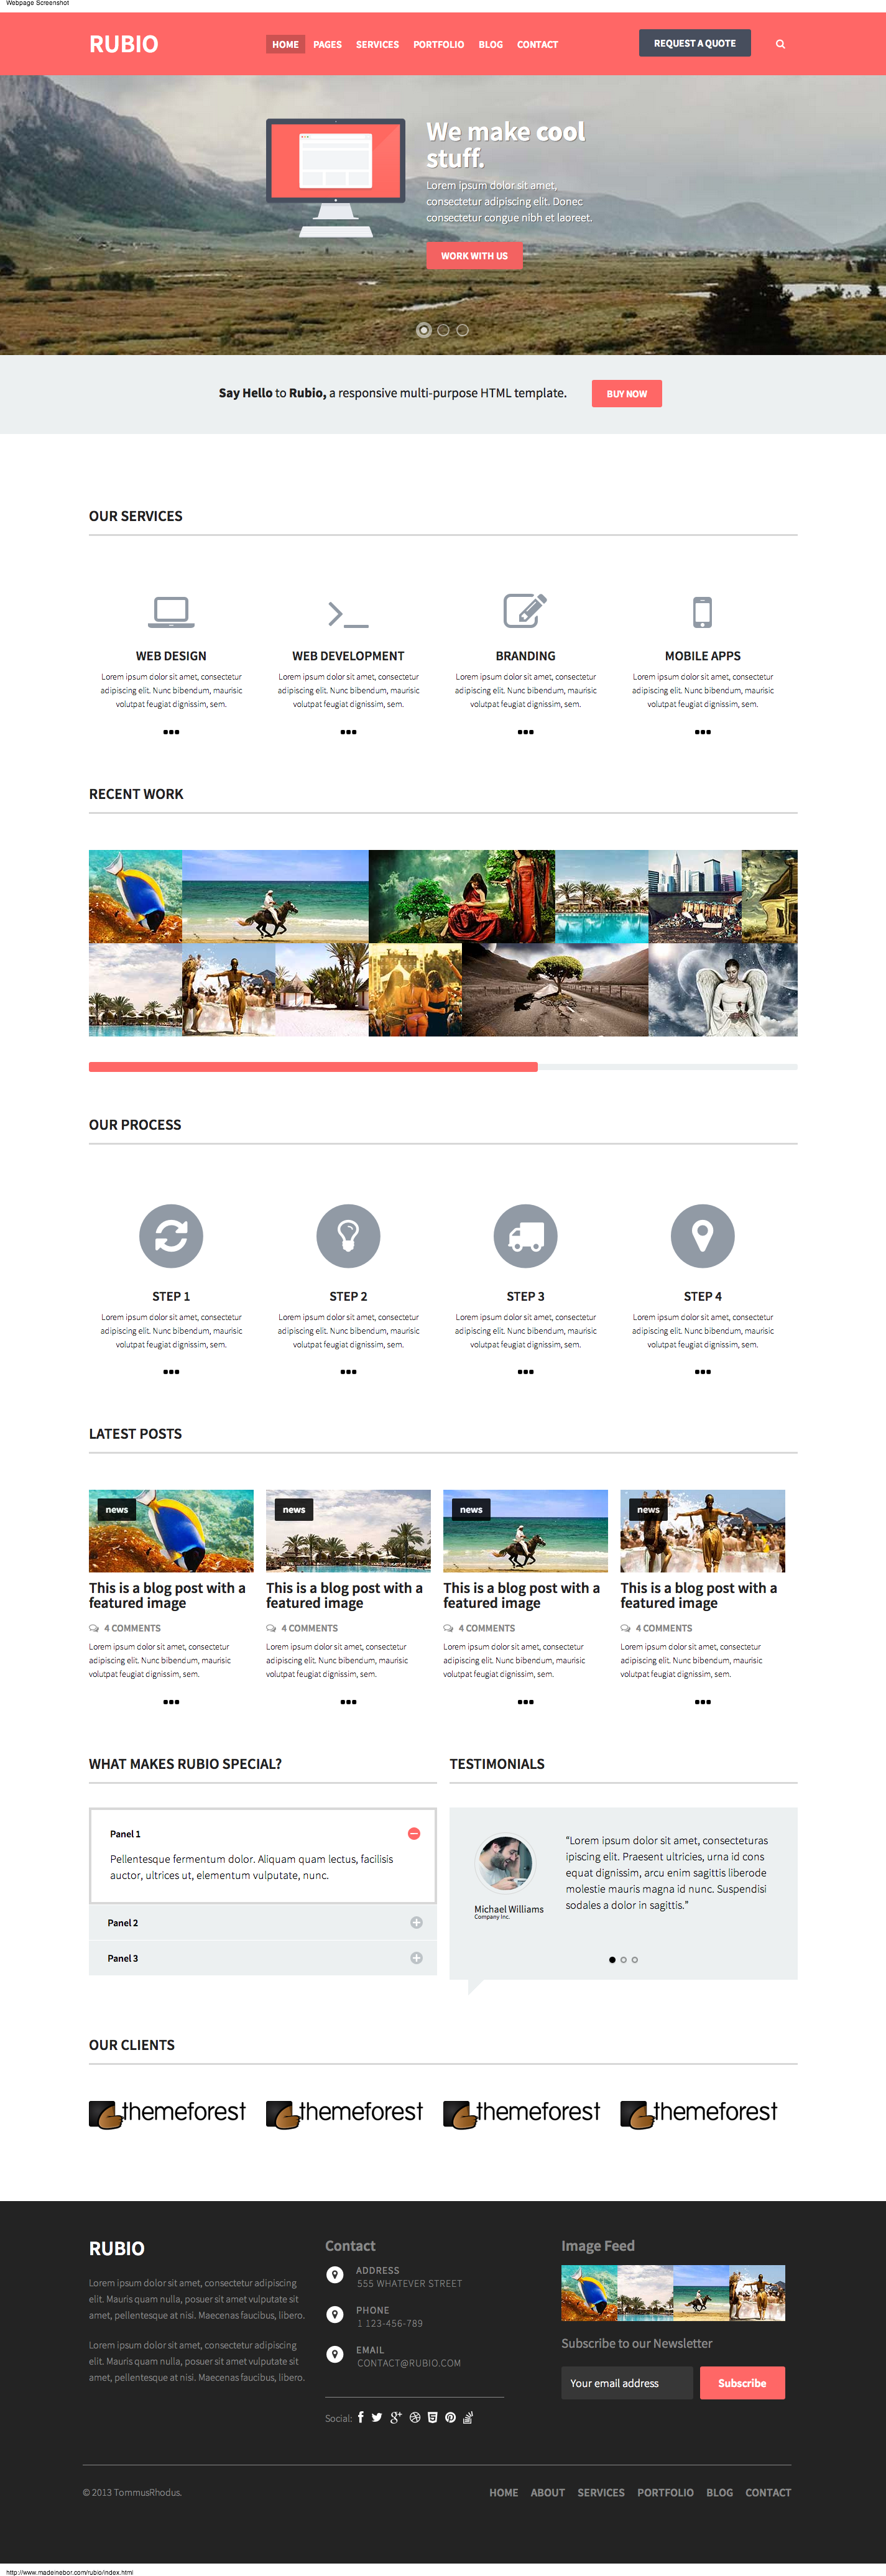 Webpage Screenshot
RUBIO
HOME PAGES SERVICES PORTFOLIO BLOG CONTACT
REQUEST A QUOTE
We make cool
stuff.
Lorem ipsum dolor sit amet,
consectetur adipiscing elit. Donec
consectetur congue nibh et laoreet.
WORK WITH US
Say Hello to Rubio, a responsive multi-purpose HTML template.
BUY NOW
OUR SERVICES
WEB DESIGN
Lorem ipsum dolor sit amet, consectetur
adipiscing elit. Nunc bibendum, maurisic
volutpat feugiat dignissim, sem.
WEB DEVELOPMENT
Lorem ipsum dolor sit amet, consectetur
adipiscing elit. Nunc bibendum, maurisic
volutpat feugiat dignissim, sem.
BRANDING
Lorem ipsum dolor sit amet, consectetur
adipiscing elit. Nunc bibendum, maurisic
volutpat feugiat dignissim, sem.
MOBILE APPS
Lorem ipsum dolor sit amet, consectetur
adipiscing elit. Nunc bibendum, maurisic
volutpat feugiat dignissim, sem.
RECENT WORK
OUR PROCESS
STEP 1
Lorem ipsum dolor sit amet, consectetur
adipiscing elit. Nunc bibendum, maurisic
volutpat feugiat dignissim, sem.
STEP 2
Lorem ipsum dolor sit amet, consectetur
adipiscing elit. Nunc bibendum, maurisic
volutpat feugiat dignissim, sem.
STEP 3
Lorem ipsum dolor sit amet, consectetur
adipiscing elit. Nunc bibendum, maurisic
volutpat feugiat dignissim, sem.
STEP 4
Lorem ipsum dolor sit amet, consectetur
adipiscing elit. Nunc bibendum, maurisic
volutpat feugiat dignissim, sem.
LATEST POSTS
news
This is a blog post with a
featured image
4 COMMENTS
Lorem ipsum dolor sit amet, consectetur
adipiscing elit. Nunc bibendum, maurisic
volutpat feugiat dignissim, sem.
news
This is a blog post with a
featured image
4 COMMENTS
Lorem ipsum dolor sit amet, consectetur
adipiscing elit. Nunc bibendum, maurisic
volutpat feugiat dignissim, sem.
news
This is a blog post with a
featured image
4 COMMENTS
Lorem ipsum dolor sit amet, consectetur
adipiscing elit. Nunc bibendum, maurisic
volutpat feugiat dignissim, sem.
news
This is a blog post with a
featured image
4 COMMENTS
Lorem ipsum dolor sit amet, consectetur
adipiscing elit. Nunc bibendum, maurisic
volutpat feugiat dignissim, sem.
WHAT MAKES RUBIO SPECIAL?
Panel 1
Pellentesque fermentum dolor. Aliquam quam lectus, facilisis
auctor, ultrices ut, elementum vulputate, nunc.
Panel 2
Panel 3
TESTIMONIALS
Michael Williams
Company Inc.
“Lorem ipsum dolor sit amet, consecteturas
ipiscing elit. Praesent ultricies, urna id cons
equat dignissim, arcu enim sagittis liberode
molestie mauris magna id nunc. Suspendisi
sodales a dolor in sagittis.”
OUR CLIENTS
themeforest
themeforest
themeforest
themeforest
RUBIO
Lorem ipsum dolor sit amet, consectetur adipiscing
elit. Mauris quam nulla, posuer sit amet vulputate sit
amet, pellentesque at nisi. Maecenas faucibus, libero.
Lorem ipsum dolor sit amet, consectetur adipiscing
elit. Mauris quam nulla, posuer sit amet vulputate sit
amet, pellentesque at nisi. Maecenas faucibus, libero.
Contact
ADDRESS
555 WHATEVER STREET
PHONE
1 123-456-789
EMAIL
CONTACT@RUBIO.COM
Social:
Image Feed
Subscribe to our Newsletter
Your email address
Subscribe
© 2013 TommusRhodus.
HOME ABOUT SERVICES PORTFOLIO BLOG CONTACT
http://www.madeinebor.com/rubio/index.html